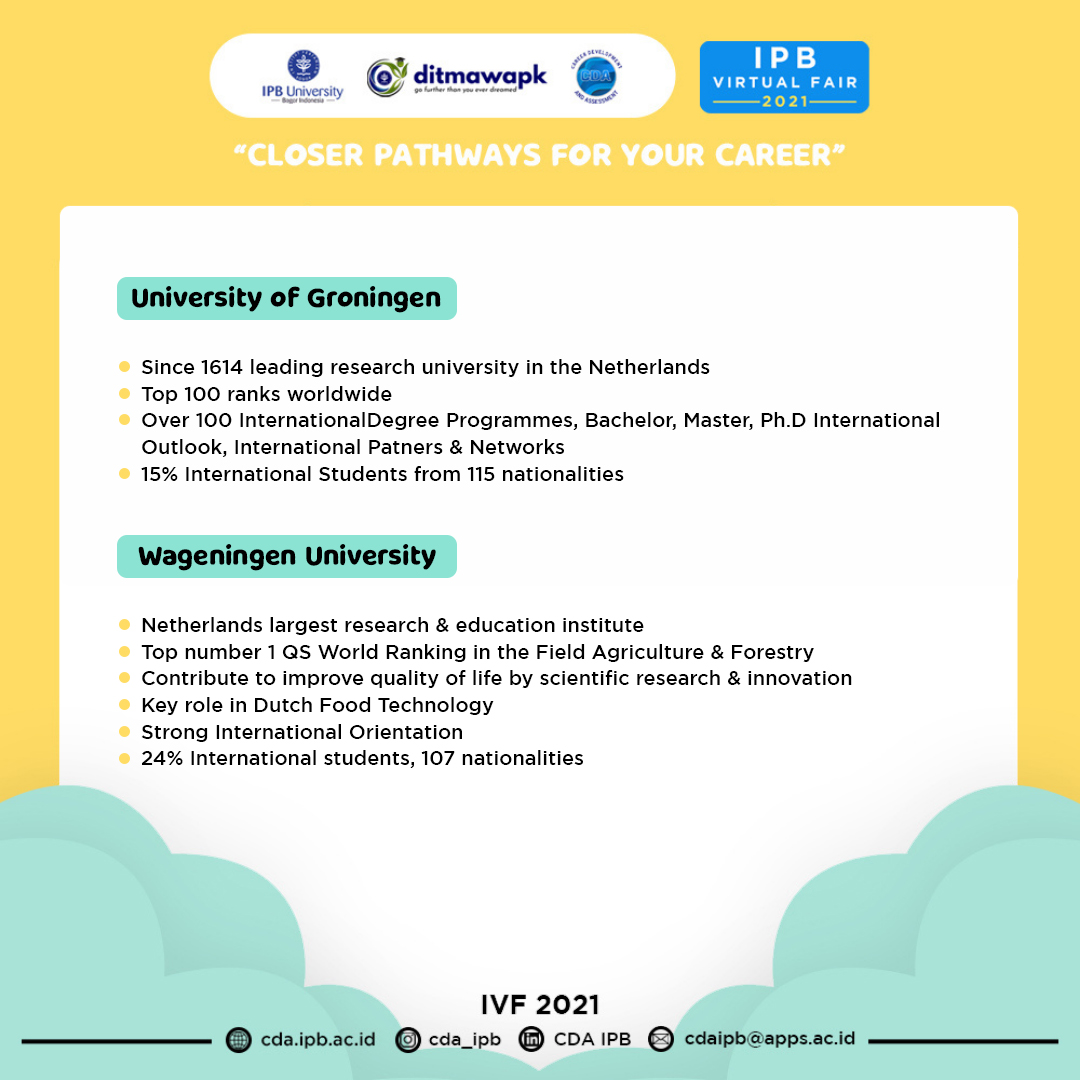 IPB University
Bogor Indonesia
ditmawapk
go further than you ever dreamed
CAREER DEVELOPMENT
CDA
AND ASSESSMENT
IPB
VIRTUAL FAIR
2021
“CLOSER PATHWAYS FOR YOUR CAREER”
University of Groningen
Since 1614 leading research university in the Netherlands
Top 100 ranks worldwide
Over 100 InternationalDegree Programmes, Bachelor, Master, Ph.D International
Outlook, International Patners & Networks
15% International Students from 115 nationalities
Wageningen University
Netherlands largest research & education institute
Top number 1 QS World Ranking in the Field Agriculture & Forestry
Contribute to improve quality of life by scientific research & innovation
Key role in Dutch Food Technology
Strong International Orientation
24% International students, 107 nationalities
IVF 2021
cda.ipb.ac.id cda_ipb CDA IPB cdaipb@apps.ac.id